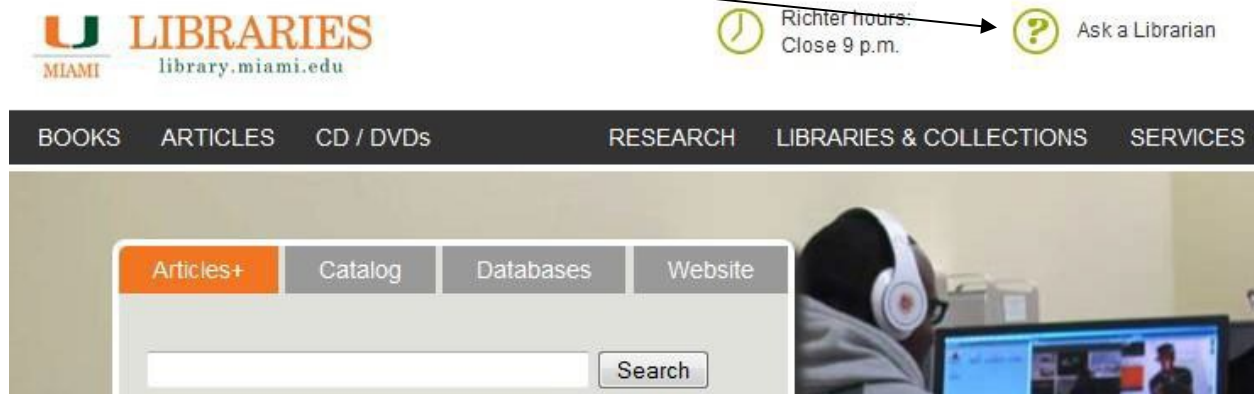 LIBRARIES
MIAMI
library.miami.edu
Richter hours:
Close 9 p.m.
?
Ask a Librarian
BOOKS ARTICLES CD / DVDs RESEARCH LIBRARIES & COLLECTIONS SERVICES
Articles+ Catalog Databases Website
Search